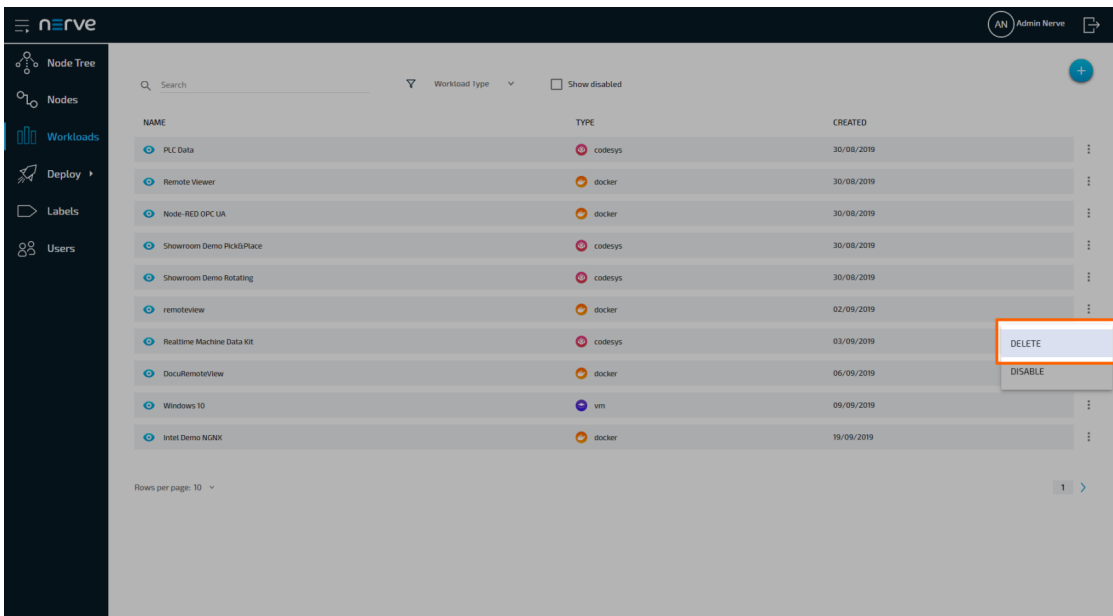 nerve
AN Admin Nerve
Node Tree
Nodes
Workloads
Deploy
Labels
Users
Search
Workload Type
Show disabled
NAME TYPE CREATED
PLC Data codesys 30/08/2019
Remote Viewer docker 30/08/2019
Node-RED OPC UA docker 30/08/2019
Showroom Demo Pick&Place codesys 30/08/2019
Showroom Demo Rotating codesys 30/08/2019
remoteview docker 02/09/2019
Realtime Machine Data Kit codesys 03/09/2019
DELETE
DocuRemoteView docker 06/09/2019
DISABLE
Windows 10 vm 09/09/2019
Intel Demo NGNX docker 19/09/2019
Rows per page: 10
1